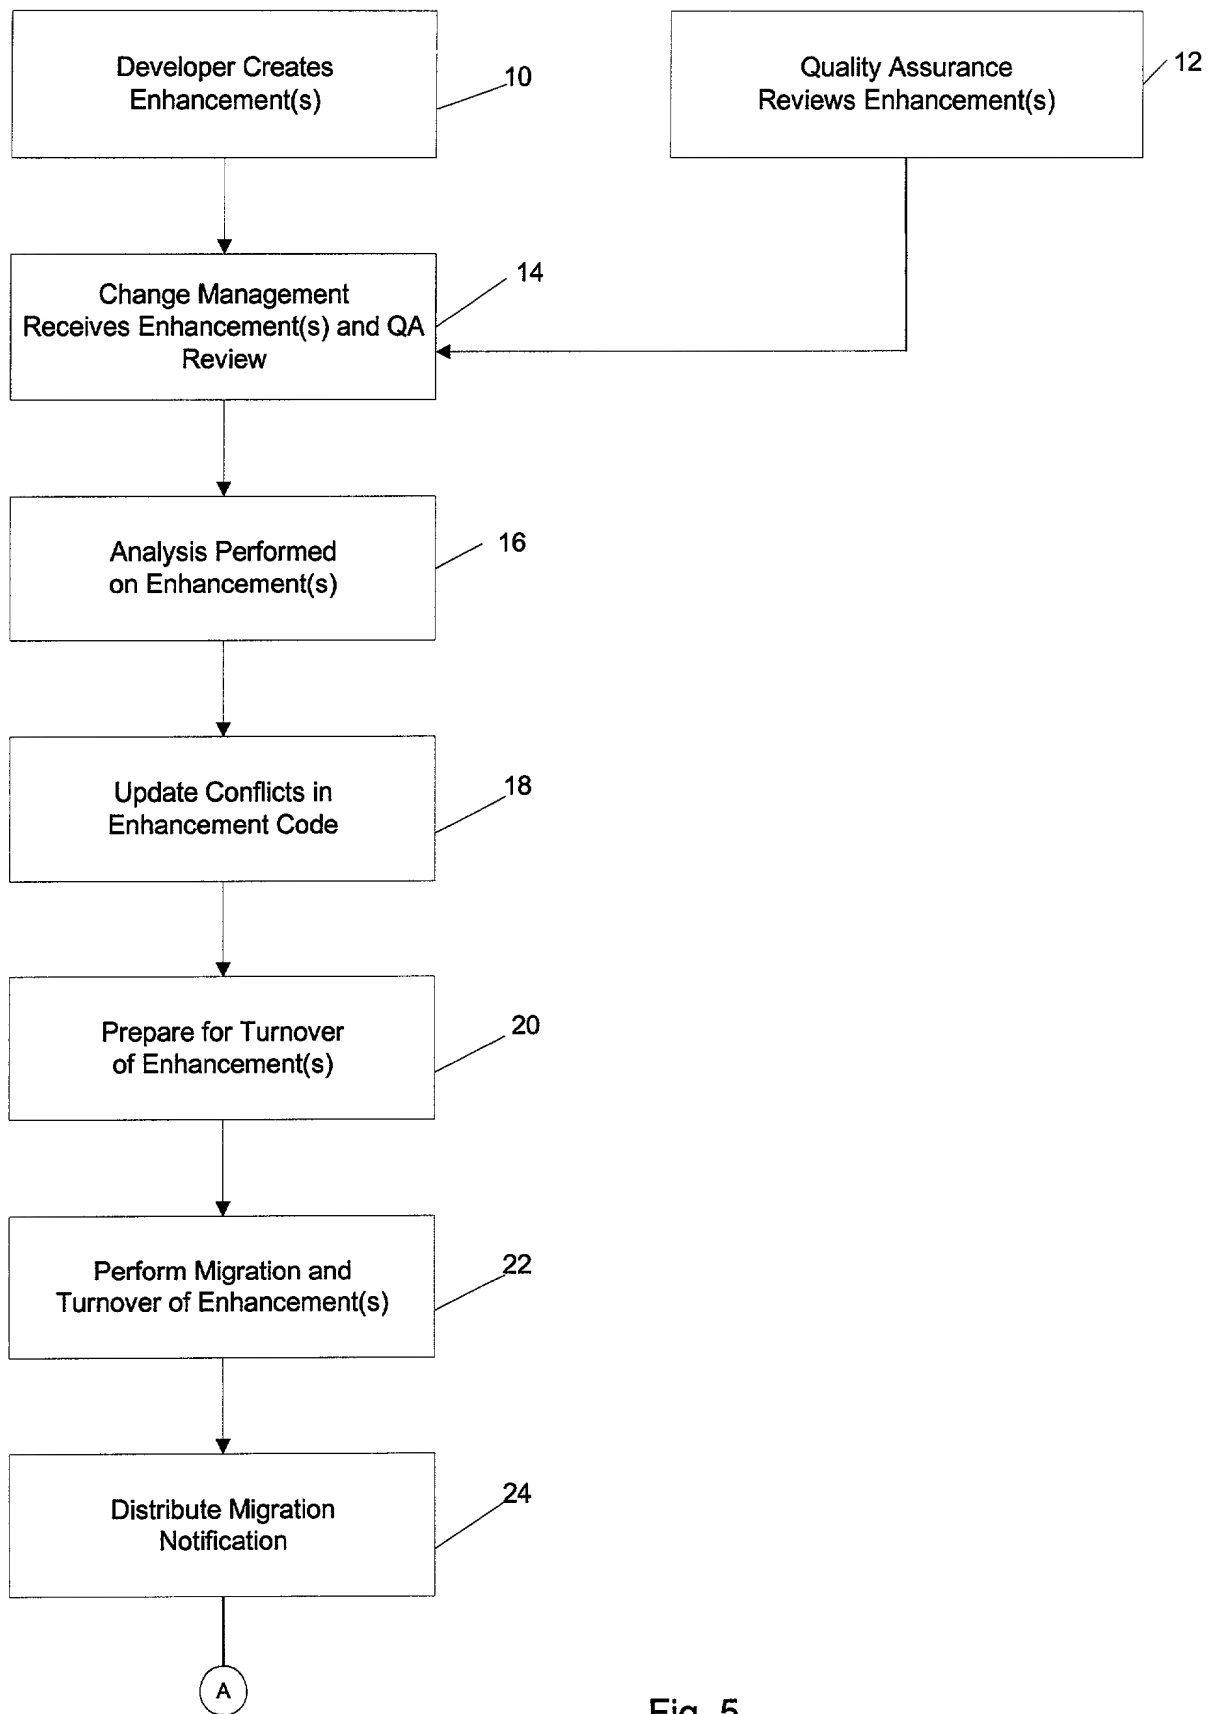 Developer Creates
Enhancement(s)
10
Quality Assurance
Reviews Enhancement(s)
12
Change Management
Receives Enhancement(s) and QA
Review
14
Analysis Performed
on Enhancement(s)
16
Update Conflicts in
Enhancement Code
18
Prepare for Turnover
of Enhancement(s)
20
Perform Migration and
Turnover of Enhancement(s)
22
Distribute Migration
Notification
24
A
Fig. 5